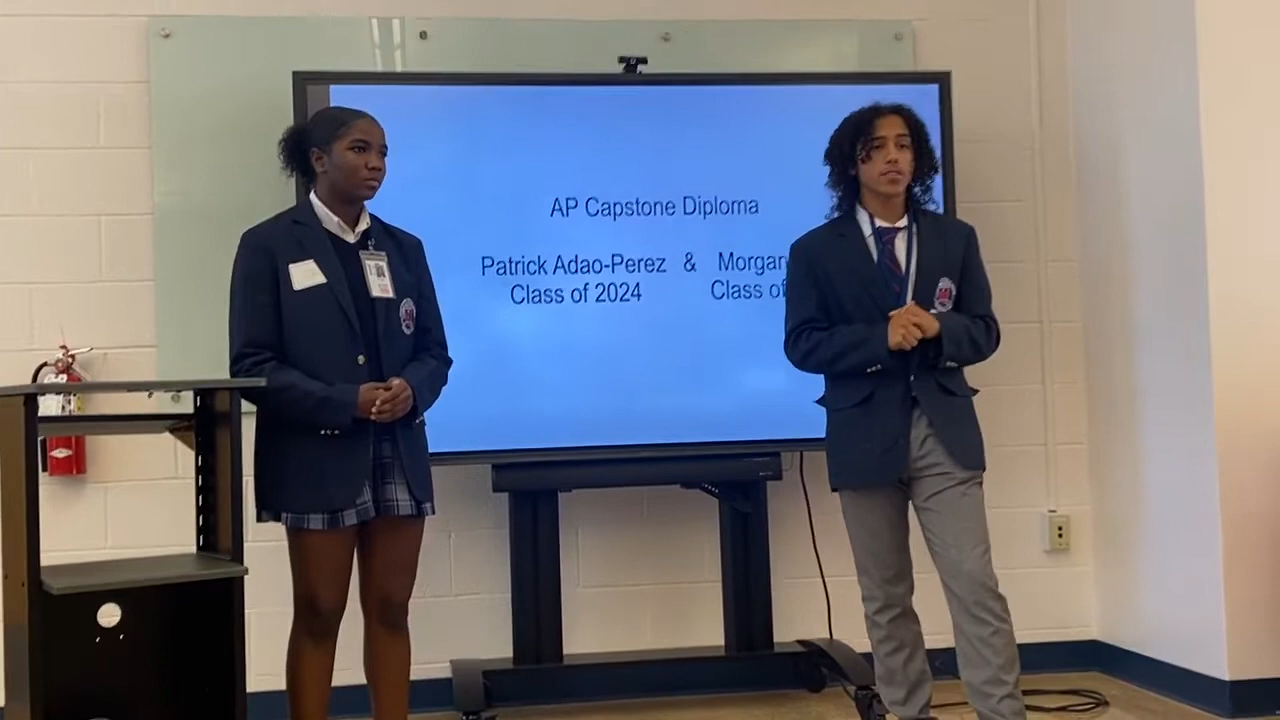 AP Capstone Diploma
Patrick Adao-Perez & Morgan
Class of 2024 Class of